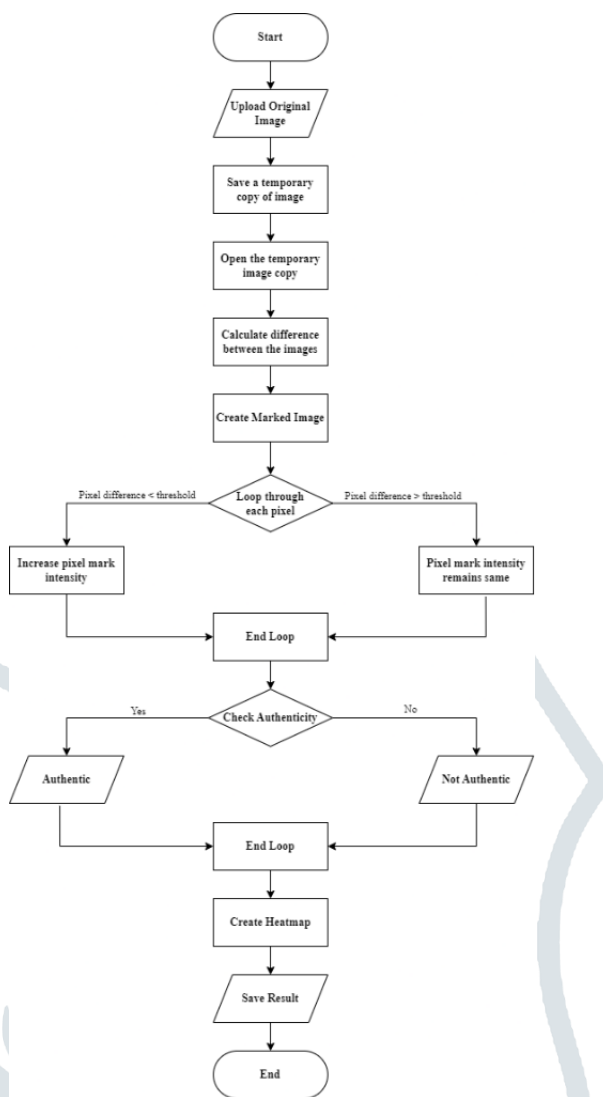 Start
Upload Original
Image
Save a temporary
copy of image
Open the temporary
image copy
Calculate difference
between the images
Create Marked Image
Loop through
each pixel
Pixel difference < threshold
Pixel difference > threshold
Increase pixel mark
intensity
Pixel mark intensity
remains same
End Loop
Check Authenticity
Yes
No
Authentic
Not Authentic
End Loop
Create Heatmap
Save Result
End